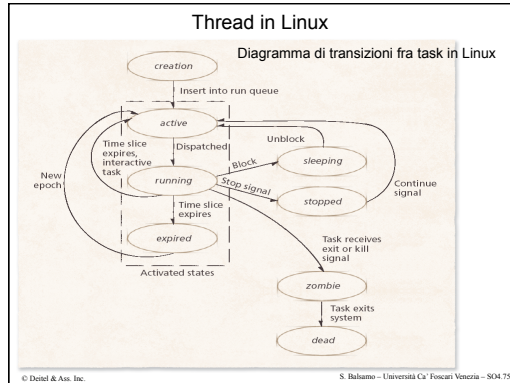 Thread in Linux
Diagramma di transizioni fra task in Linux
creation
Insert into run queue
active
Time slice
expires,
interactive
task
Dispatched
Unblock
Block
sleeping
New
epoch
running
Stop signal
stopped
Continue
signal
Time slice
expires
expired
Activated states
Task receives
exit or kill
signal
zombie
Task exits
system
dead
© Deitel & Ass. Inc.
S. Balsamo – Università Ca' Foscari Venezia – SO4.75